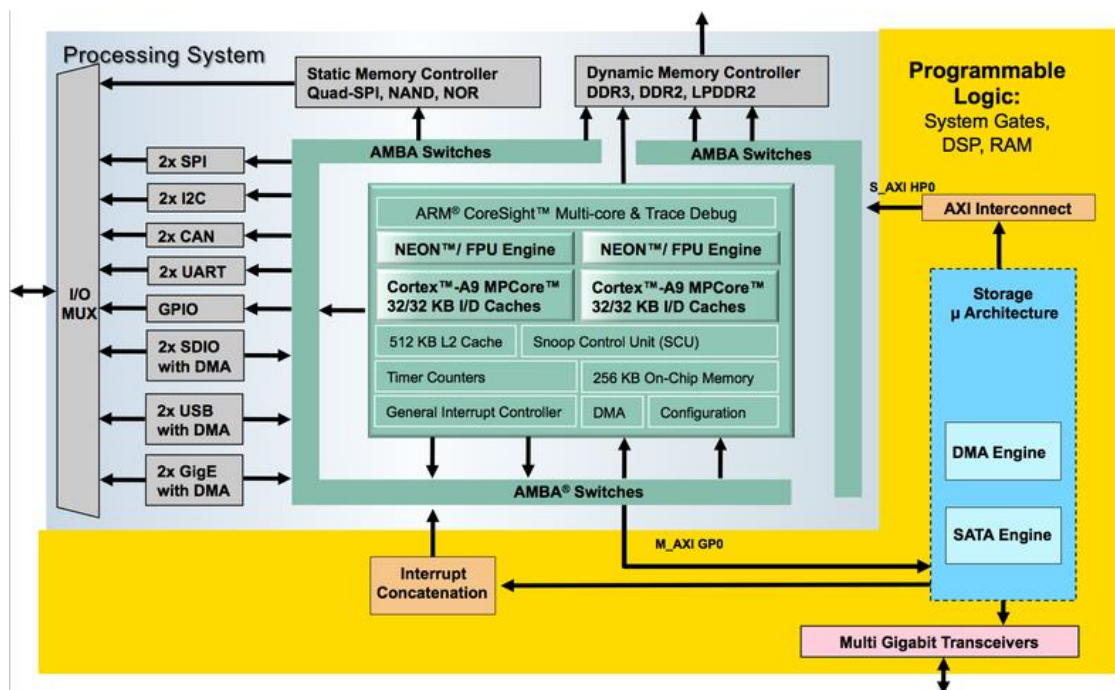 Processing System
Static Memory Controller
Quad-SPI, NAND, NOR
Dynamic Memory Controller
DDR3, DDR2, LPDDR2
Programmable
Logic:
System Gates,
DSP, RAM
AMBA Switches
AMBA Switches
2x SPI
2x I2C
2x CAN
2x UART
GPIO
2x SDIO
with DMA
2x USB
with DMA
2x GigE
with DMA
I/O
MUX
ARM® CoreSight™ Multi-core & Trace Debug
NEON™/ FPU Engine
NEON™/ FPU Engine
Cortex™-A9 MPCore™
32/32 KB I/D Caches
Cortex™-A9 MPCore™
32/32 KB I/D Caches
512 KB L2 Cache
Snoop Control Unit (SCU)
Timer Counters
256 KB On-Chip Memory
General Interrupt Controller
DMA
Configuration
AMBA® Switches
S_AXI HP0
AXI Interconnect
Storage
μ Architecture
DMA Engine
SATA Engine
M_AXI GP0
Interrupt
Concatenation
Multi Gigabit Transceivers